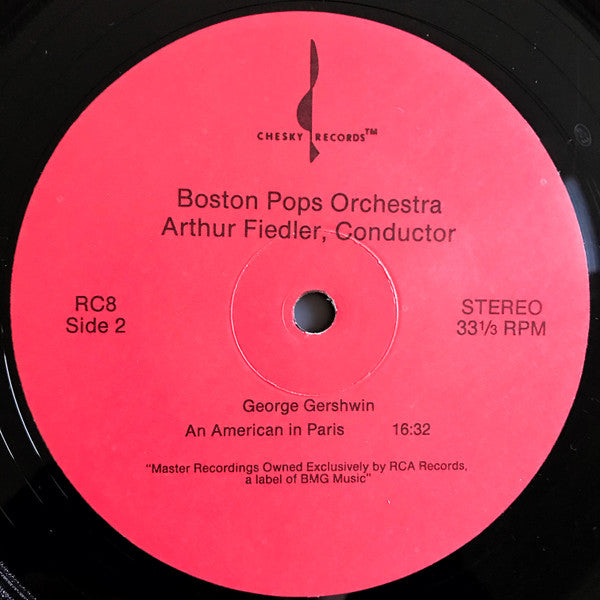 CHESKY RECORDS™
Boston Pops Orchestra
Arthur Fiedler, Conductor
RC8
Side 2
STEREO
33⅓ RPM
George Gershwin
An American in Paris 16:32
"Master Recordings Owned Exclusively by RCA Records,
a label of BMG Music"